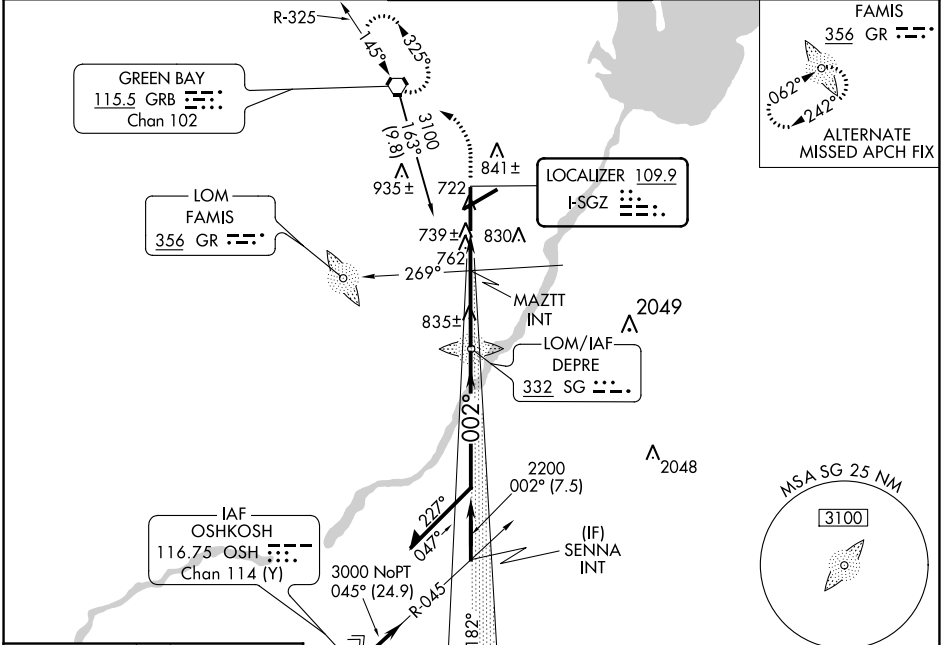 R-325
145°
325°
GREEN BAY
115.5 GRB
Chan 102
3100
163°
(9.8)
935±
841±
722
LOCALIZER 109.9
I-SGZ
FAMIS
356 GR
062°
242°
ALTERNATE
MISSED APCH FIX
LOM
FAMIS
356 GR
739±
830
762
269°
MAZTT
INT
835±
2049
LOM/IAF
DEPRE
332 SG
002°
2048
2200
002° (7.5)
227°
047°
(IF)
SENNA
INT
IAF
OSHKOSH
116.75 OSH
Chan 114 (Y)
3000 NoPT
045° (24.9)
R-045
182°
MSA SG 25 NM
3100